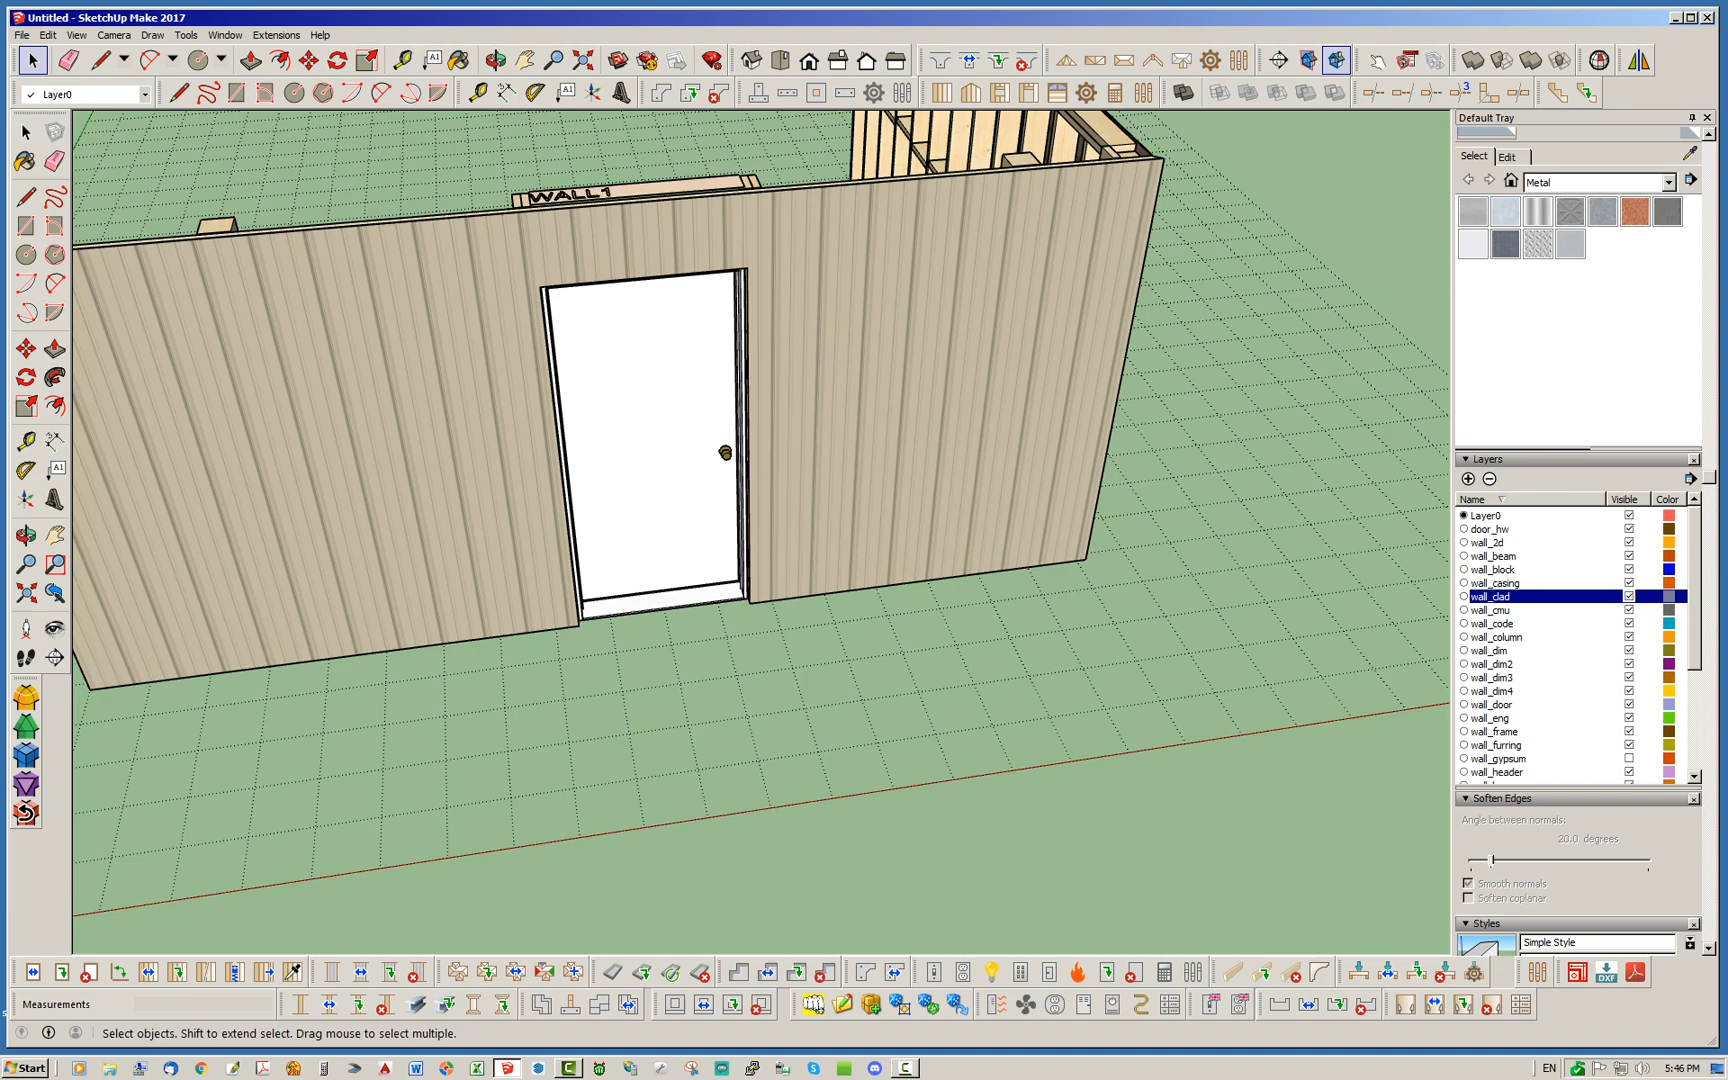 Untitled - SketchUp Make 2017
File Edit View Camera Draw Tools Window Extensions Help
Layer0
Default Tray
Select Edit
Metal
WALL1
Layers
Name Visible Color
Layer0
door_hw
wall_2d
wall_beam
wall_block
wall_casing
wall_clad
wall_cmu
wall_code
wall_column
wall_dim
wall_dim2
wall_dim3
wall_dim4
wall_door
wall_eng
wall_frame
wall_furring
wall_gypsum
wall_header
Soften Edges
Angle between normals:
20.0 degrees
Smooth normals
Soften coplanar
Styles
Simple Style
Measurements
Select objects. Shift to extend select. Drag mouse to select multiple.
Start
EN
5:46 PM